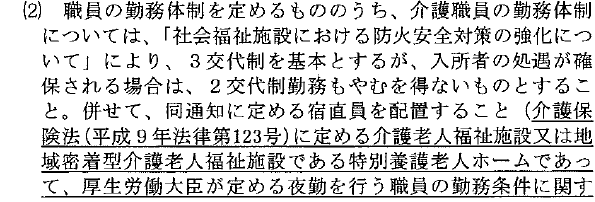 ⑵　職員の勤務体制を定めるもののうち、介護職員の勤務体制
については、「社会福祉施設における防火安全対策の強化につ
いて」により、３交代制を基本とするが、入所者の処遇が確
保される場合は、２交代制勤務もやむを得ないものとするこ
と。併せて、同通知に定める宿直員を配置すること（介護保
険法(平成９年法律第123号)に定める介護老人福祉施設又は地
域密着型介護老人福祉施設である特別養護老人ホームであっ
て、厚生労働大臣が定める夜勤を行う職員の勤務条件に関す